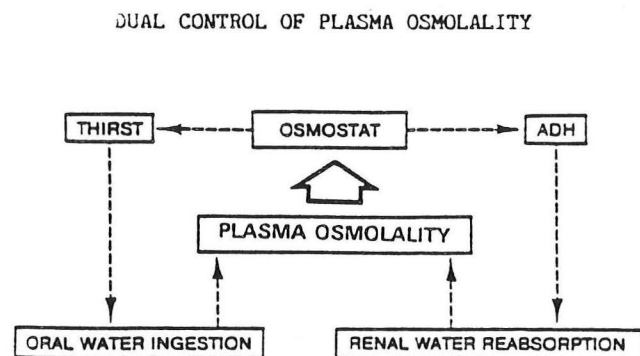 DUAL CONTROL OF PLASMA OSMOLALITY
THIRST
OSMOSTAT
ADH
PLASMA OSMOLALITY
ORAL WATER INGESTION
RENAL WATER REABSORPTION